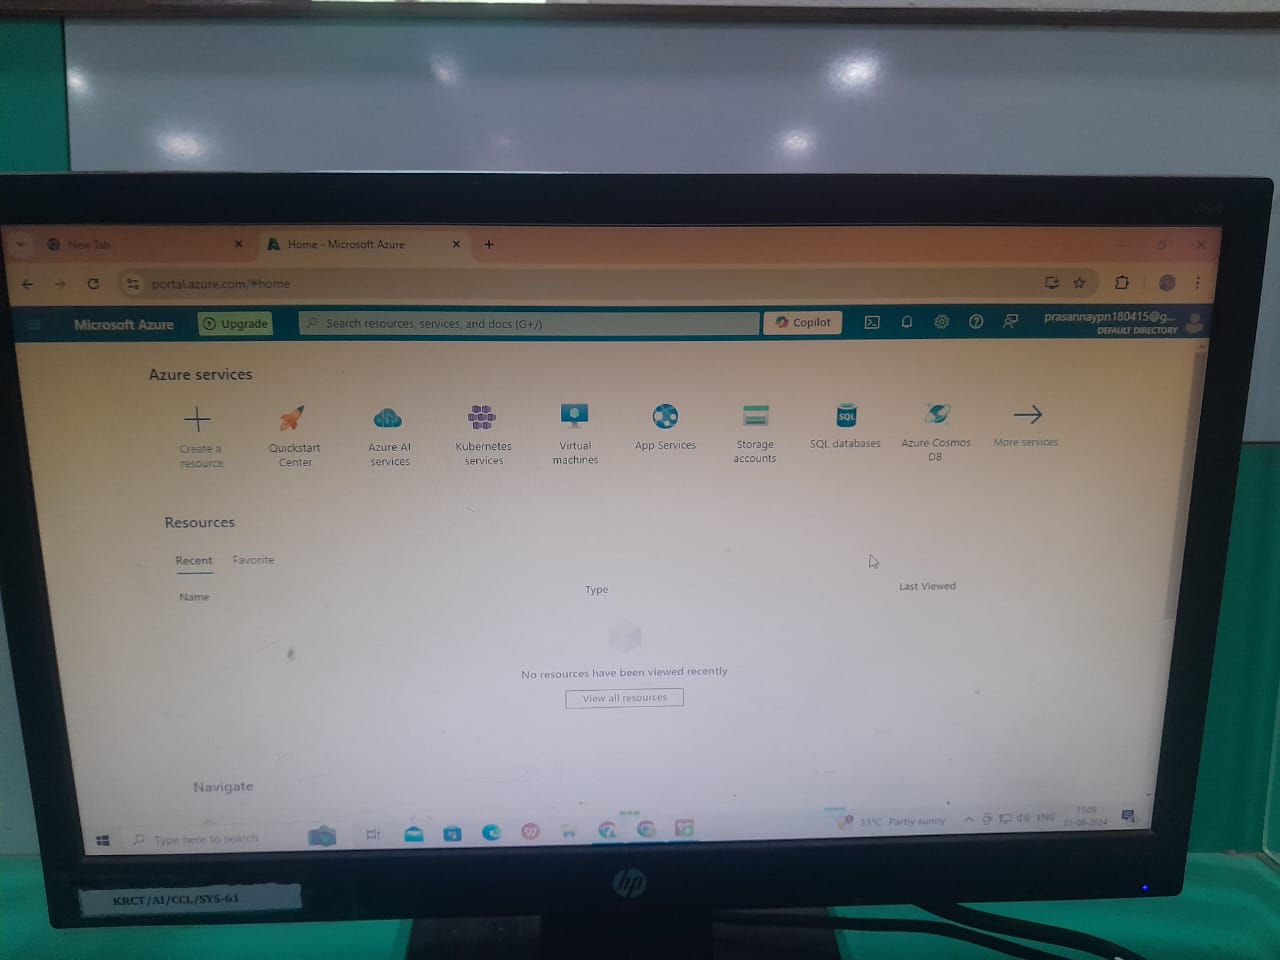 New Tab
Home - Microsoft Azure
portal.azure.com/#home
Microsoft Azure
Upgrade
Search resources, services, and docs (G+/)
Copilot
prasannaypn180415@g...
DEFAULT DIRECTORY
Azure services
Create a resource
Quickstart Center
Azure AI services
Kubernetes services
Virtual machines
App Services
Storage accounts
SQL
SQL databases
Azure Cosmos DB
More services
Resources
Recent
Favorite
Name
Type
Last Viewed
No resources have been viewed recently
View all resources
Navigate
Type here to search
33°C Partly sunny
ENG
11:09
21-08-2024
hp
KRCT/AI/CCL/SYS-61